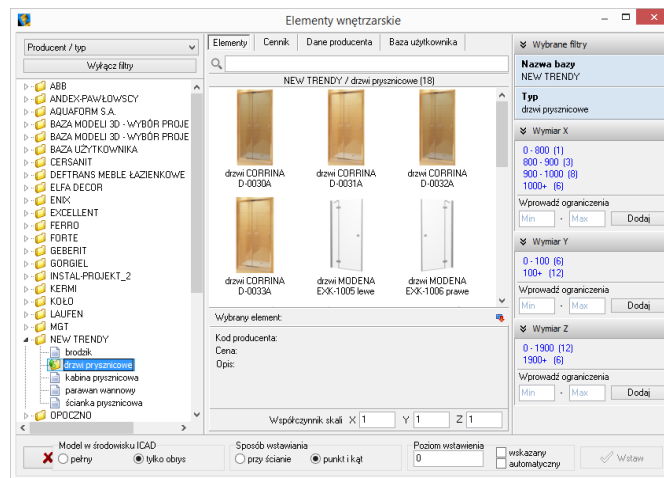 Elementy wnętrzarskie
Producent / typ
Wyłącz filtry
ABB
ANDEX-PAWŁOWSCY
AQUAFORM S.A.
BAZA MODELI 3D - WYBÓR PROJE
BAZA MODELI 3D - WYBÓR PROJE
BAZA UŻYTKOWNIKA
CERSANIT
DEFTRANS MEBLE ŁAZIENKOWE
ELFA DECOR
ENIX
EXCELLENT
FERRO
FORTE
GEBERIT
GORGIEL
INSTAL-PROJEKT_2
KERMI
KOŁO
LAUFEN
MGT
NEW TRENDY
brodzik
drzwi prysznicowe
kabina prysznicowa
parawan wannowy
ścianka prysznicowa
OPOCZNO
Elementy Cennik Dane producenta Baza użytkownika
NEW TRENDY / drzwi prysznicowe (18)
drzwi CORRINA D-0030A
drzwi CORRINA D-0031A
drzwi CORRINA D-0032A
drzwi CORRINA D-0033A
drzwi MODENA EXK-1005 lewe
drzwi MODENA EXK-1006 prawe
Wybrany element:
Kod producenta:
Cena:
Opis:
Współczynnik skali X 1 Y 1 Z 1
Wybrane filtry
Nazwa bazy
NEW TRENDY
Typ
drzwi prysznicowe
Wymiar X
0 - 800 (1)
800 - 900 (3)
900 - 1000 (8)
1000+ (6)
Wprowadź ograniczenia
Min - Max Dodaj
Wymiar Y
0 - 100 (6)
100+ (12)
Wprowadź ograniczenia
Min - Max Dodaj
Wymiar Z
0 - 1900 (12)
1900+ (6)
Wprowadź ograniczenia
Min - Max Dodaj
Model w środowisku ICAD
pełny tylko obrys
Sposób wstawiania
przy ścianie punkt i kąt
Poziom wstawienia
0
wskazany
automatyczny
Wstaw